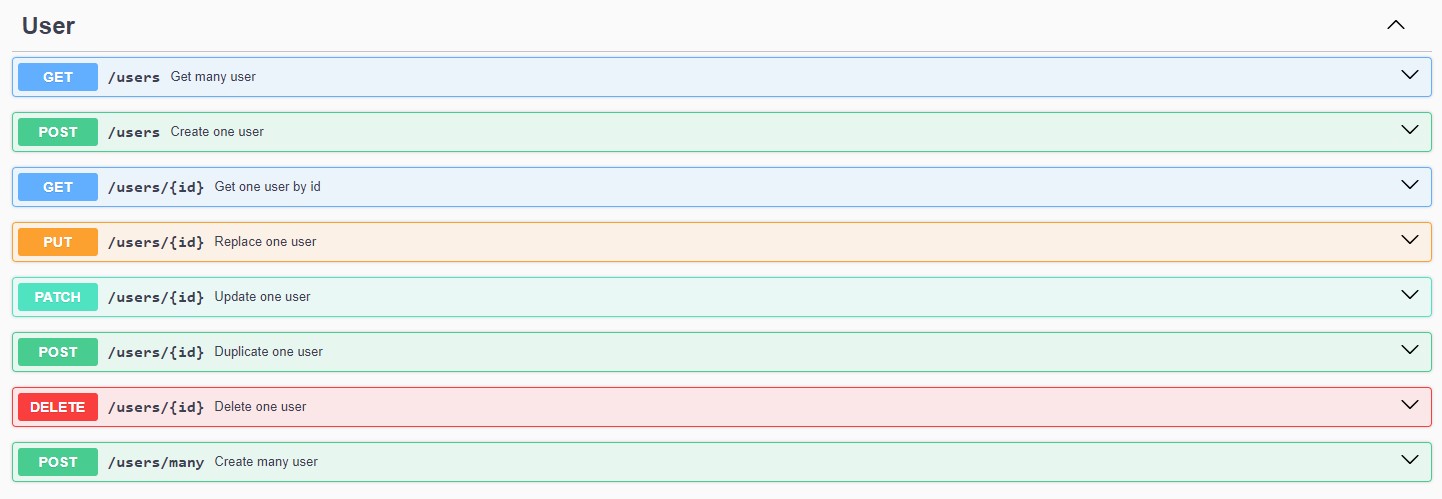 User
GET /users Get many user
POST /users Create one user
GET /users/{id} Get one user by id
PUT /users/{id} Replace one user
PATCH /users/{id} Update one user
POST /users/{id} Duplicate one user
DELETE /users/{id} Delete one user
POST /users/many Create many user